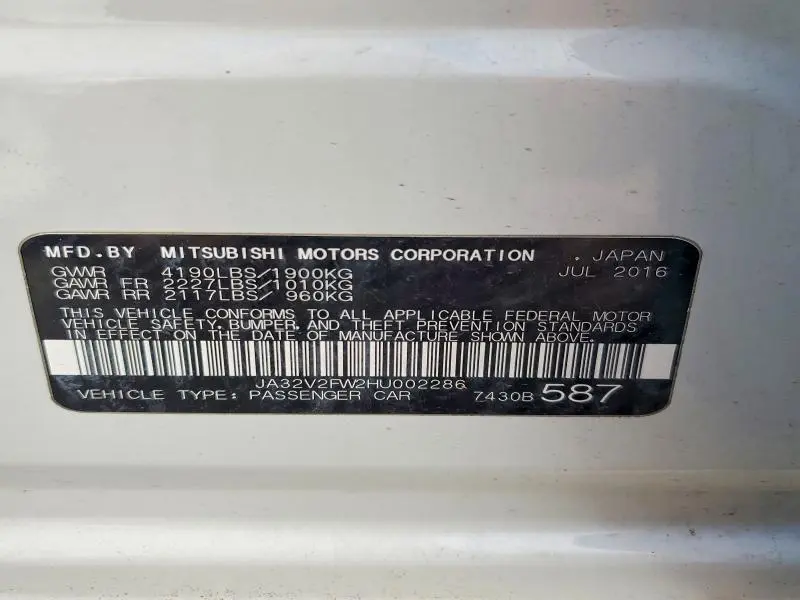 MFD.BY MITSUBISHI MOTORS CORPORATION . JAPAN
GVWR 4190LBS/1900KG JUL 2016
GAWR FR 2227LBS/1010KG
GAWR RR 2117LBS/ 960KG
THIS VEHICLE CONFORMS TO ALL APPLICABLE FEDERAL MOTOR
VEHICLE SAFETY, BUMPER, AND THEFT PREVENTION STANDARDS
IN EFFECT ON THE DATE OF MANUFACTURE SHOWN ABOVE.
JA32V2FW2HU002286
VEHICLE TYPE: PASSENGER CAR 7430B 587